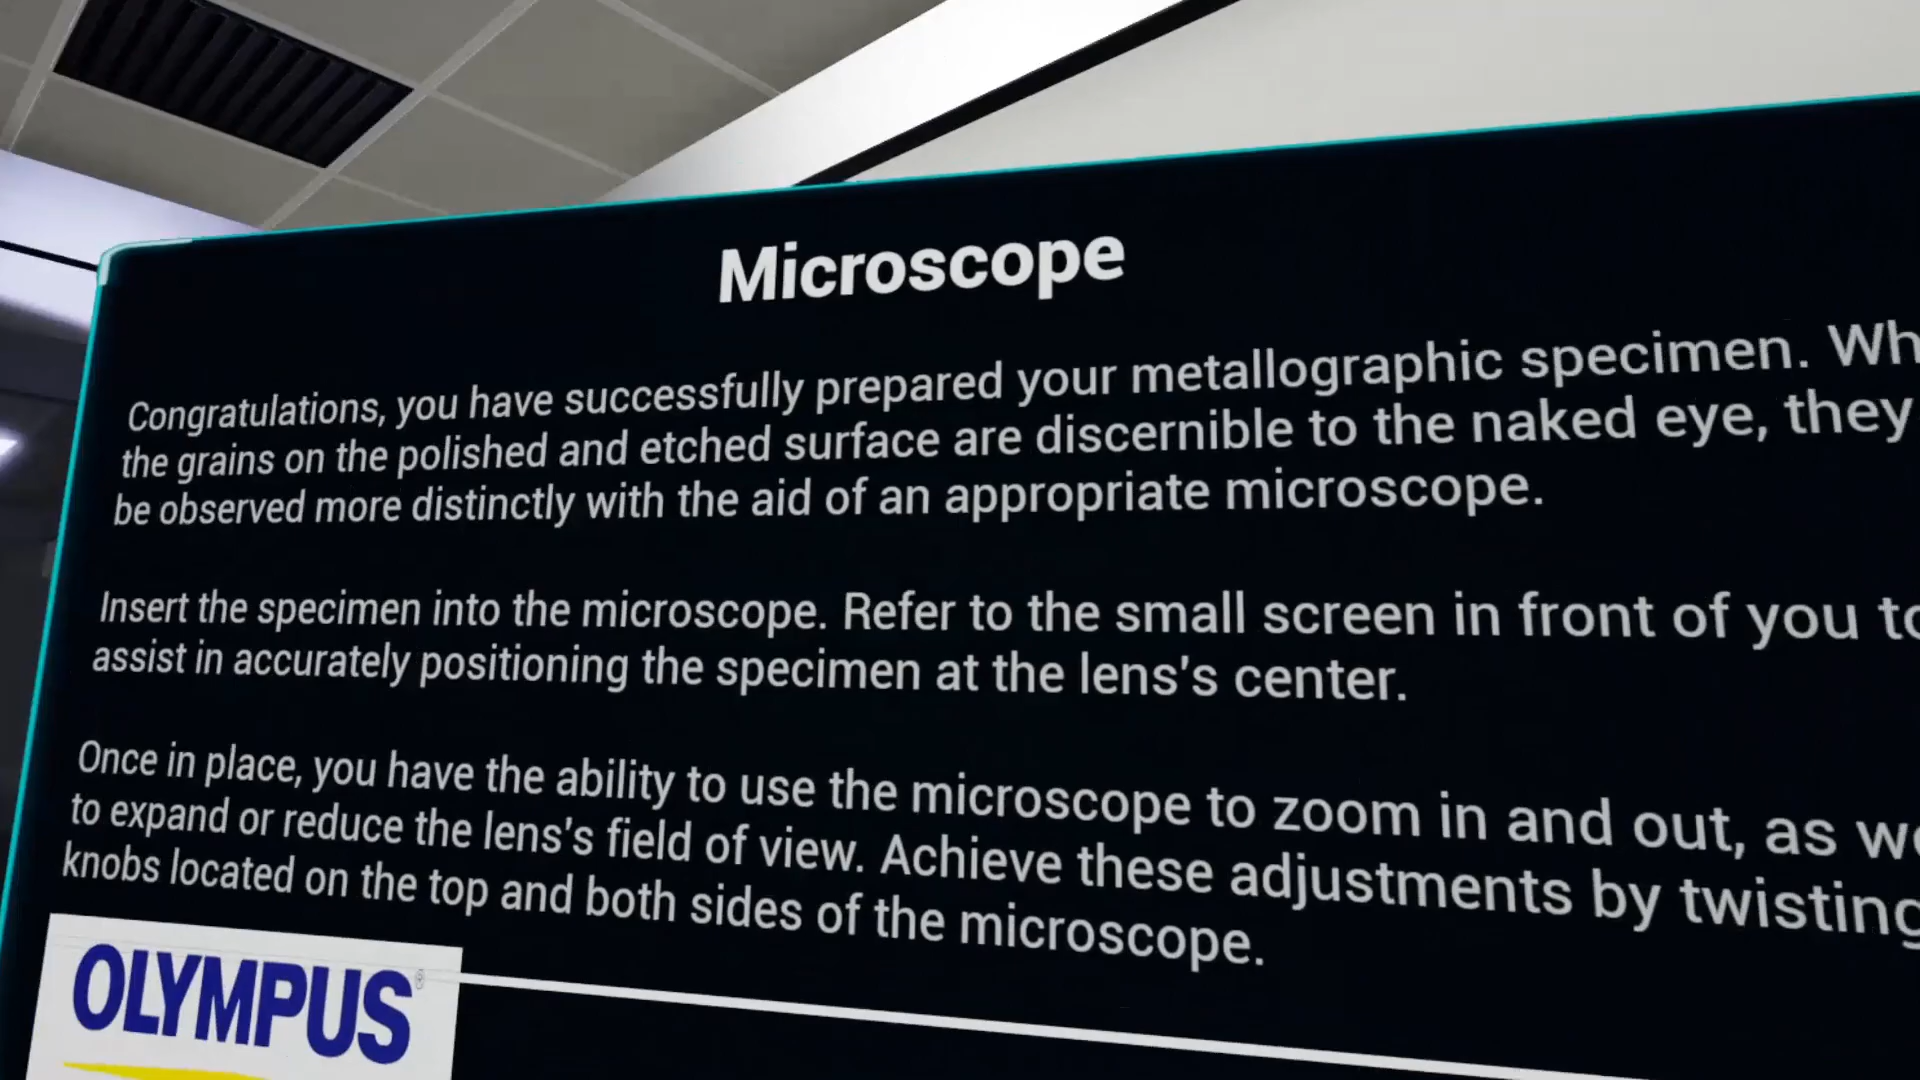 Microscope
Congratulations, you have successfully prepared your metallographic specimen.
the grains on the polished and etched surface are discernible to the naked eye, they
be observed more distinctly with the aid of an appropriate microscope.
Insert the specimen into the microscope. Refer to the small screen in front of you
assist in accurately positioning the specimen at the lens's center.
Once in place, you have the ability to use the microscope to zoom in and out, as
to expand or reduce the lens's field of view. Achieve these adjustments by twisting
knobs located on the top and both sides of the microscope.
OLYMPUS